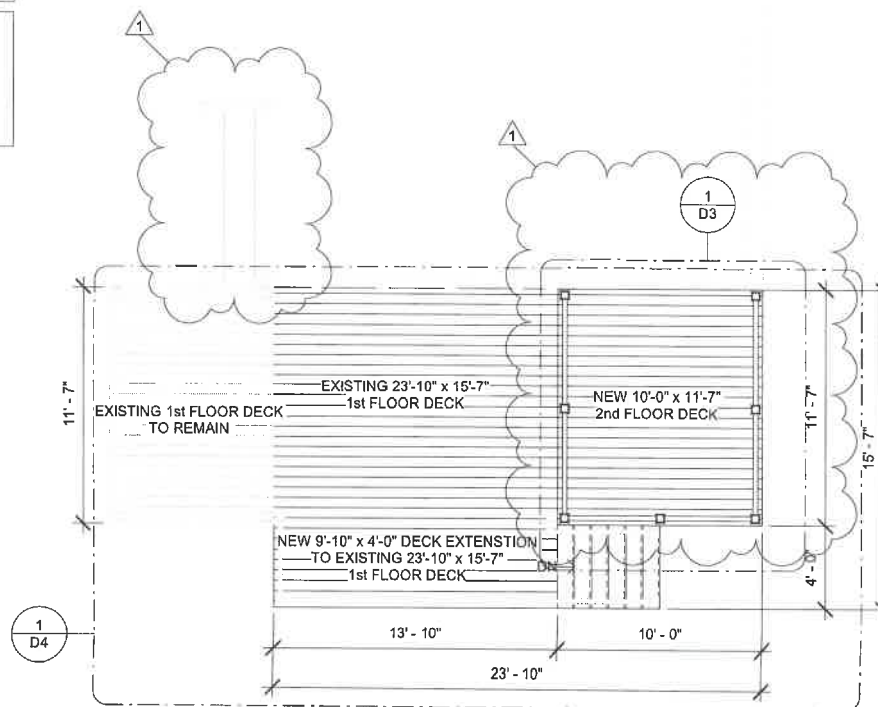 1
1
1
D3
11' - 7"
EXISTING 1st FLOOR DECK
TO REMAIN
EXISTING 23'-10" x 15'-7"
1st FLOOR DECK
NEW 10'-0" x 11'-7"
2nd FLOOR DECK
11' - 7"
15' - 7"
NEW 9'-10" x 4'-0" DECK EXTENSTION
TO EXISTING 23'-10" x 15'-7"
1st FLOOR DECK
DN
4' - 0"
1
D4
13' - 10"
10' - 0"
23' - 10"